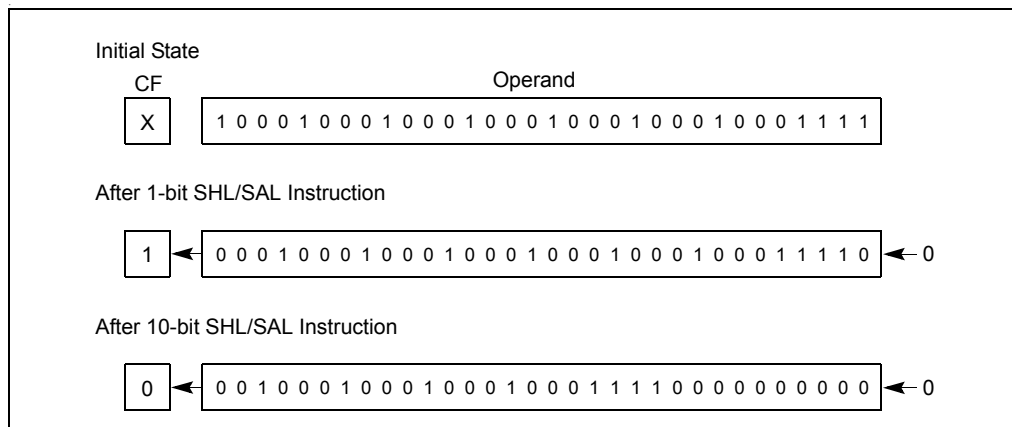 Initial State
CF Operand
X 1 0 0 0 1 0 0 0 1 0 0 0 1 0 0 0 1 0 0 0 1 0 0 0 1 0 0 0 1 1 1 1
After 1-bit SHL/SAL Instruction
1 0 0 0 1 0 0 0 1 0 0 0 1 0 0 0 1 0 0 0 1 0 0 0 1 0 0 0 1 1 1 1 0 0
After 10-bit SHL/SAL Instruction
0 0 0 1 0 0 0 1 0 0 0 1 0 0 0 1 0 0 0 1 1 1 1 0 0 0 0 0 0 0 0 0 0 0